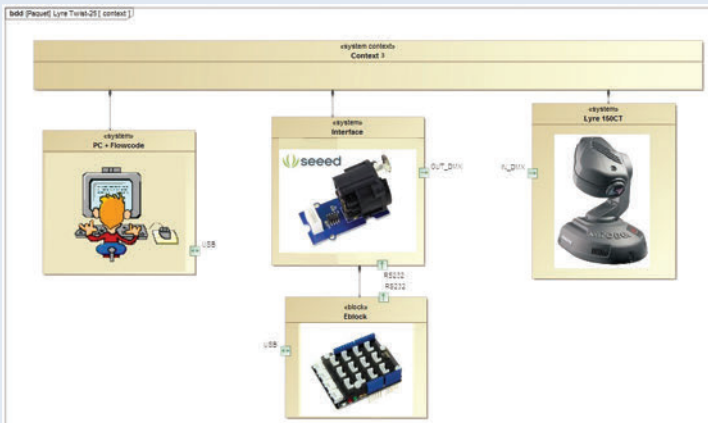 bdd [Paquet] Lyre Twist-25 [ context ]
«system context»
Context 3
«system»
PC + Flowcode
USB
«system»
Interface
seeed
OUT_DMX
«system»
Lyre 150CT
IN_DMX
RS232
RS232
«block»
Eblock
USB